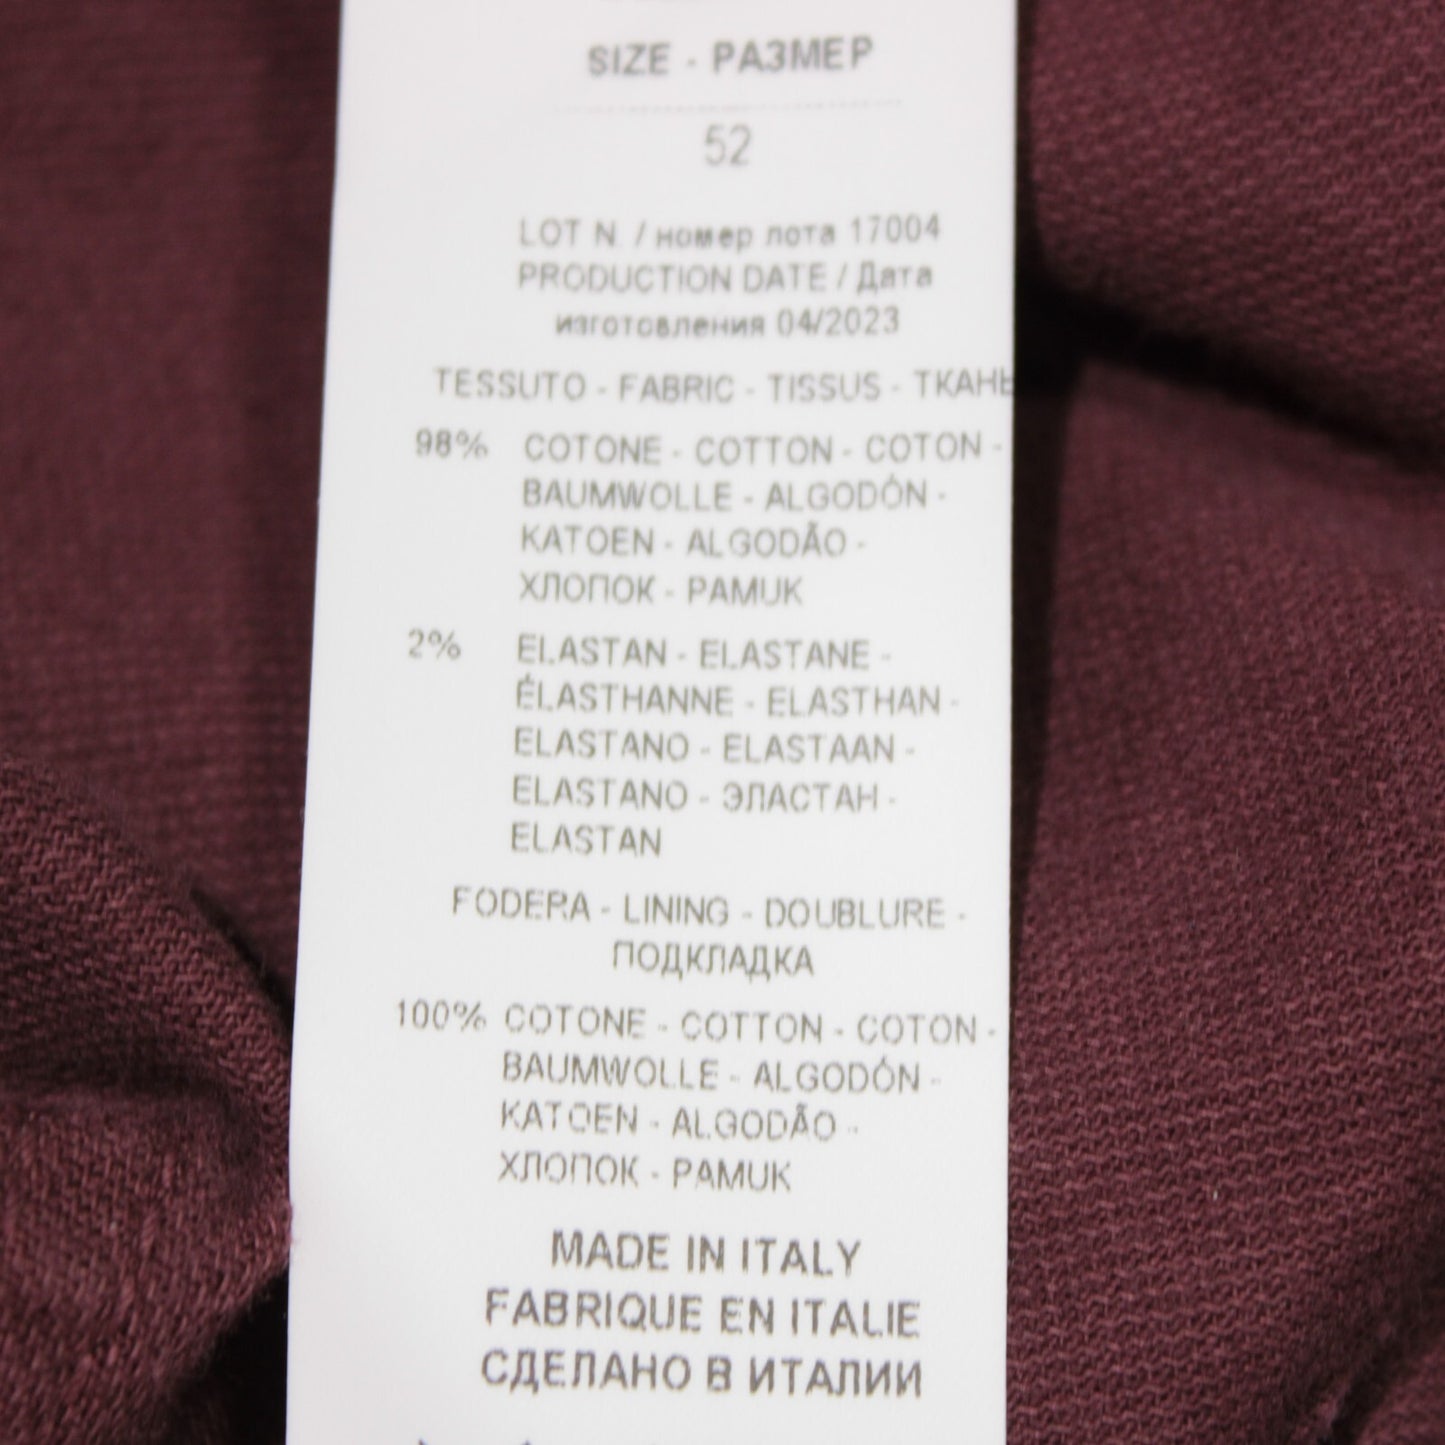 SIZE - РАЗМЕР
52
LOT N. / номер лота 17004
PRODUCTION DATE / Дата
изготовления 04/2023
TESSUTO - FABRIC - TISSUS - ТКАНЬ
98% COTONE - COTTON - COTON -
BAUMWOLLE - ALGODÓN -
KATOEN - ALGODÃO -
ХЛОПОК - PAMUK
2% ELASTAN - ELASTANE -
ÉLASTHANNE - ELASTHAN -
ELASTANO - ELASTAAN -
ELASTANO - ЭЛАСТАН -
ELASTAN
FODERA - LINING - DOUBLURE -
ПОДКЛАДКА
100% COTONE - COTTON - COTON -
BAUMWOLLE - ALGODÓN -
KATOEN - ALGODÃO -
ХЛОПОК - PAMUK
MADE IN ITALY
FABRIQUE EN ITALIE
СДЕЛАНО В ИТАЛИИ